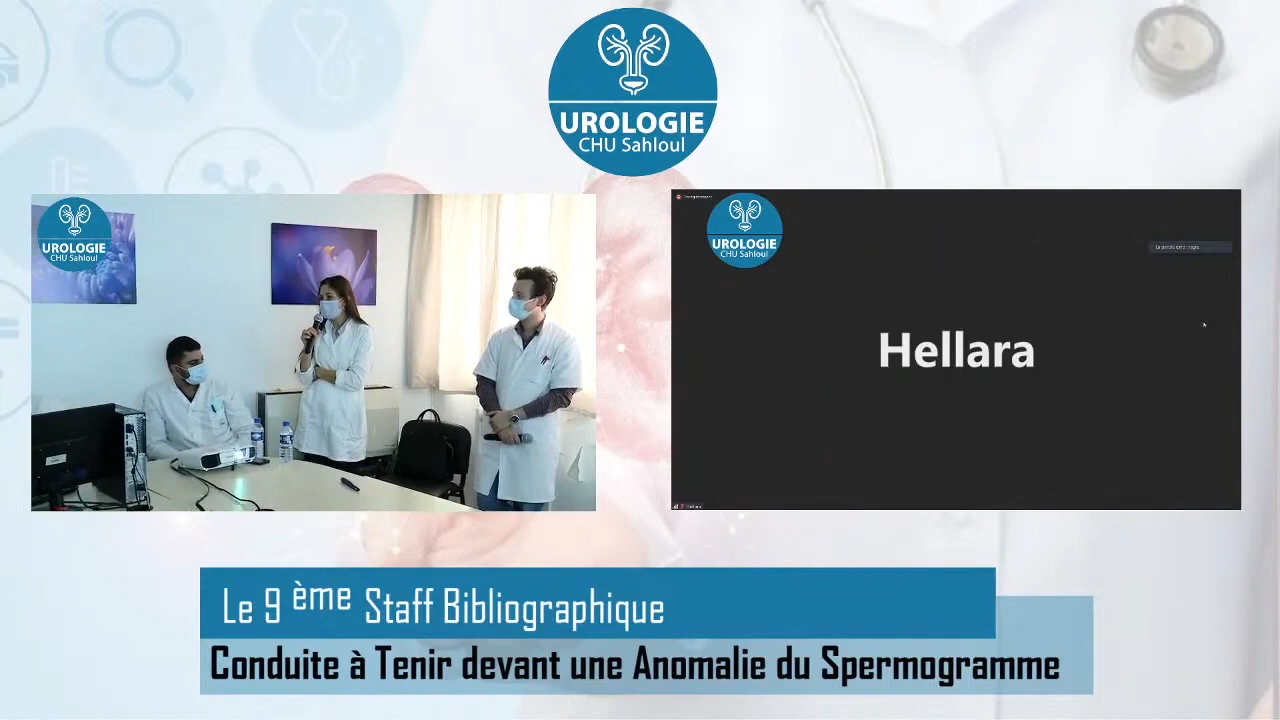 UROLOGIE
CHU Sahloul
UROLOGIE
CHU Sahloul
UROLOGIE
CHU Sahloul
Hellara
Hellara
Le 9 ème Staff Bibliographique
Conduite à Tenir devant une Anomalie du Spermogramme